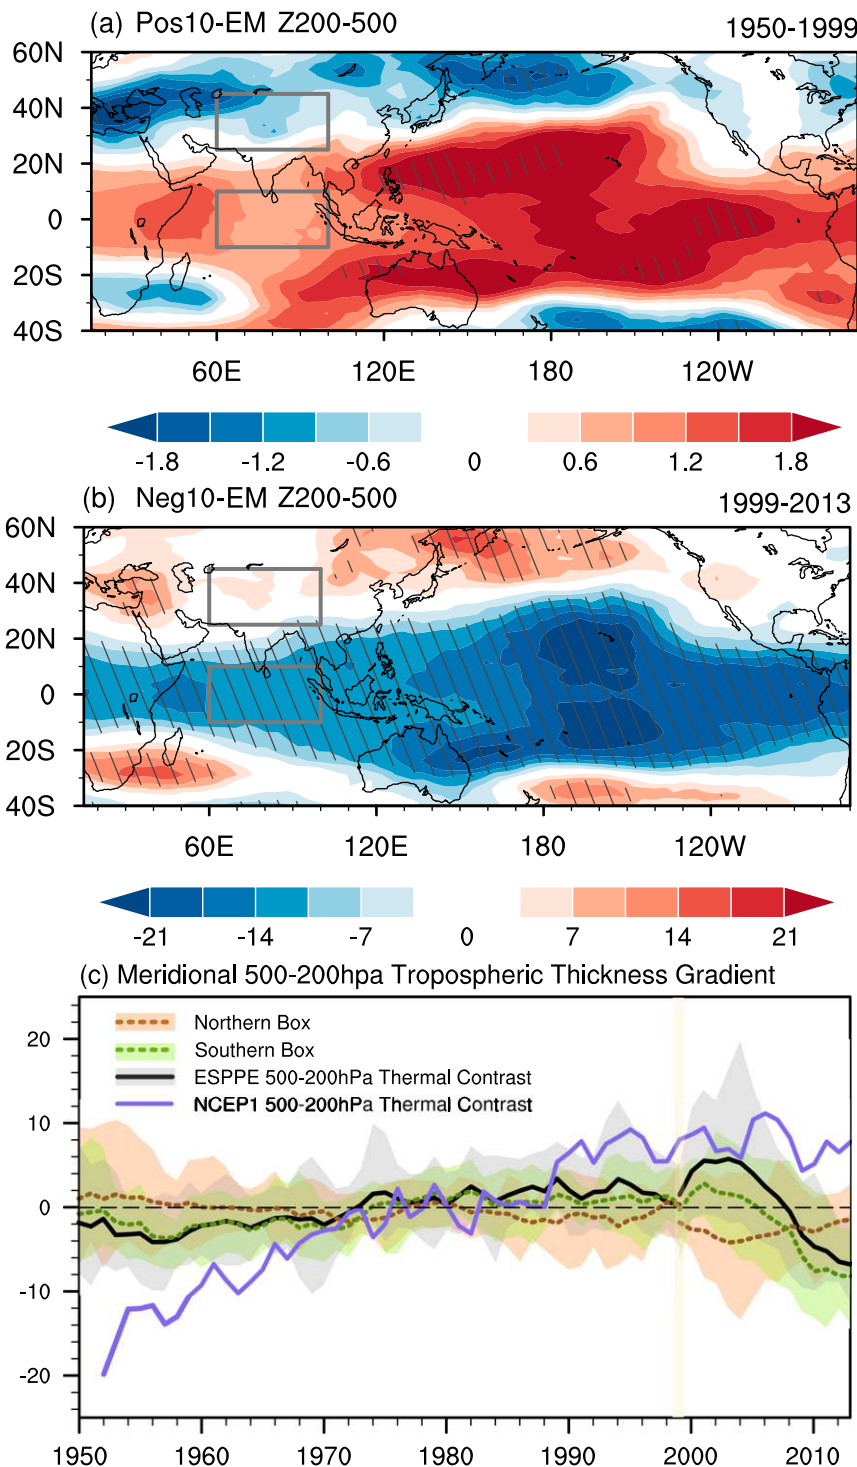 (a) Pos10-EM Z200-500 1950-1999
60N
40N
20N
0
20S
40S
60E 120E 180 120W
-1.8 -1.2 -0.6 0 0.6 1.2 1.8
(b) Neg10-EM Z200-500 1999-2013
60N
40N
20N
0
20S
40S
60E 120E 180 120W
-21 -14 -7 0 7 14 21
(c) Meridional 500-200hpa Tropospheric Thickness Gradient
Northern Box
Southern Box
ESPPE 500-200hPa Thermal Contrast
NCEP1 500-200hPa Thermal Contrast
20
10
0
-10
-20
1950 1960 1970 1980 1990 2000 2010